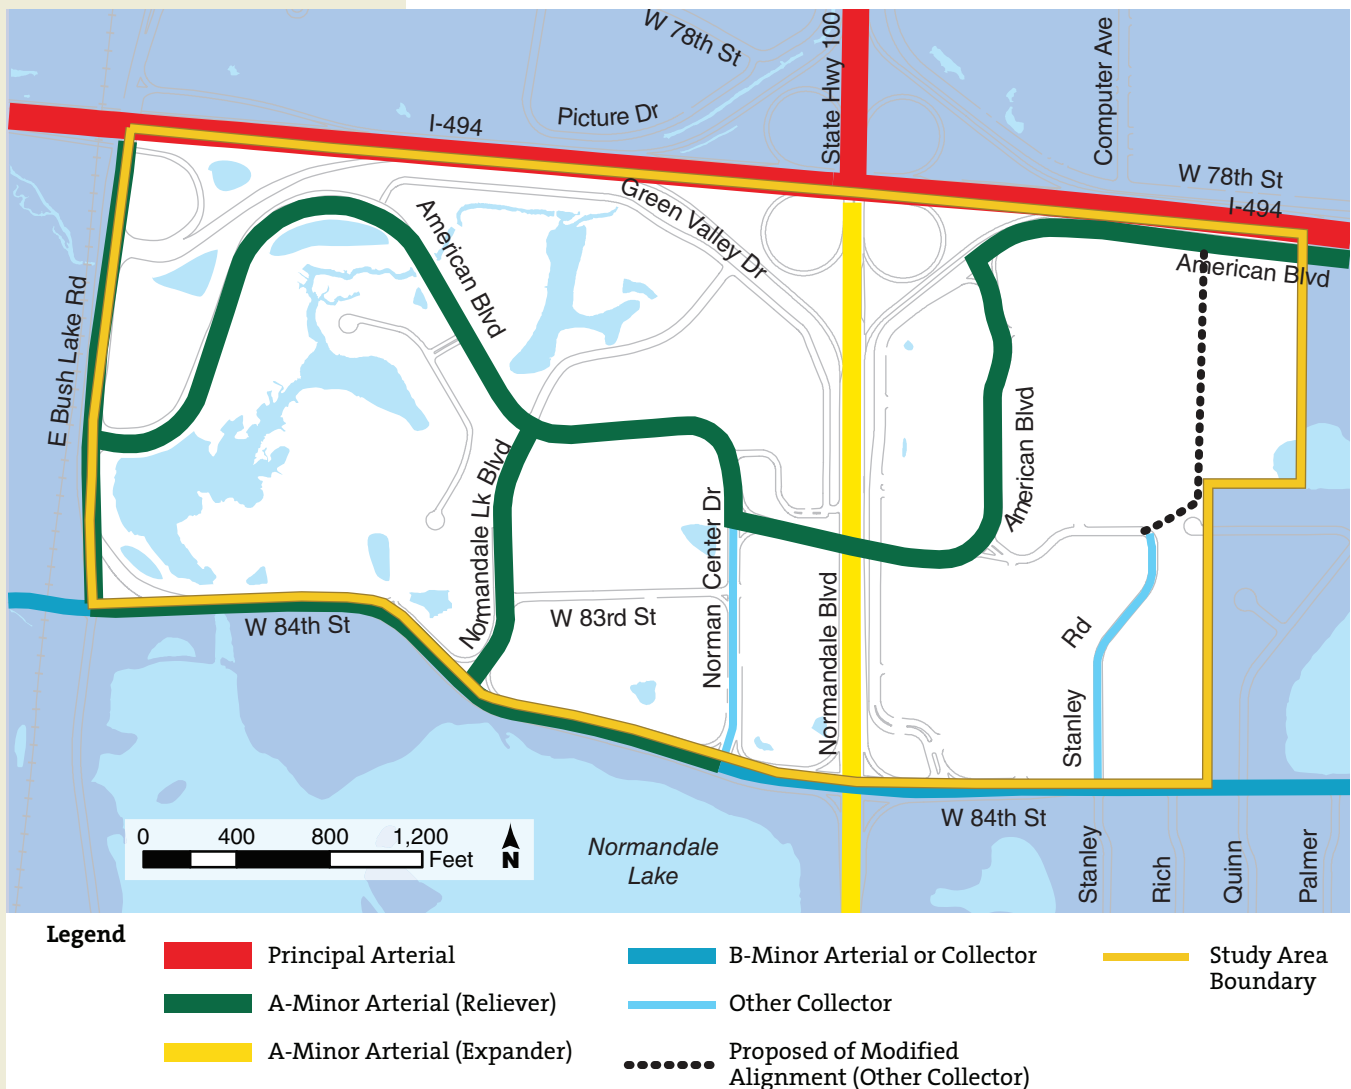 W 78th St
State Hwy 100
Computer Ave
Picture Dr
I-494
W 78th St
I-494
Green Valley Dr
American Blvd
American Blvd
E Bush Lake Rd
American Blvd
Normandale Lk Blvd
Norman Center Dr
Normandale Blvd
W 83rd St
W 84th St
Stanley Rd
W 84th St
0 400 800 1,200
Feet
N
Normandale
Lake
Stanley
Rich
Quinn
Palmer
Legend
Principal Arterial
A-Minor Arterial (Reliever)
A-Minor Arterial (Expander)
B-Minor Arterial or Collector
Other Collector
Proposed of Modified
Alignment (Other Collector)
Study Area
Boundary